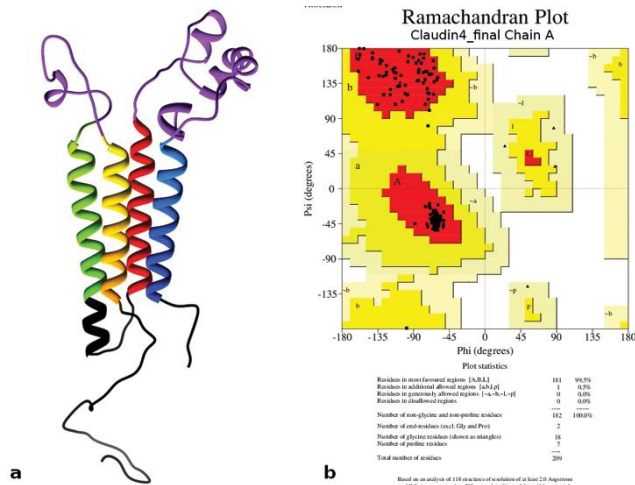 Ramachandran Plot
Claudin4_final Chain A
180
135
90
45
0
-45
-90
-135
-180 -135 -90 -45 0 45 90 135 180
Psi (degrees)
Phi (degrees)
b
~b
~b
b
~l
l
a
A
~a
b
~p
p
~b
~b
Plot statistics
Residues in most favoured regions [A,B,L] 181 99.5%
Residues in additional allowed regions [a,b,l,p] 1 0.5%
Residues in generously allowed regions [~a,~b,~l,~p] 0 0.0%
Residues in disallowed regions 0 0.0%
Number of non-glycine and non-proline residues 182 100.0%
Number of end-residues (excl. Gly and Pro) 2
Number of glycine residues (shown as triangles) 18
Number of proline residues 7
Total number of residues 209
Based on an analysis of 118 structures of resolution of at least 2.0 Angstroms
a
b